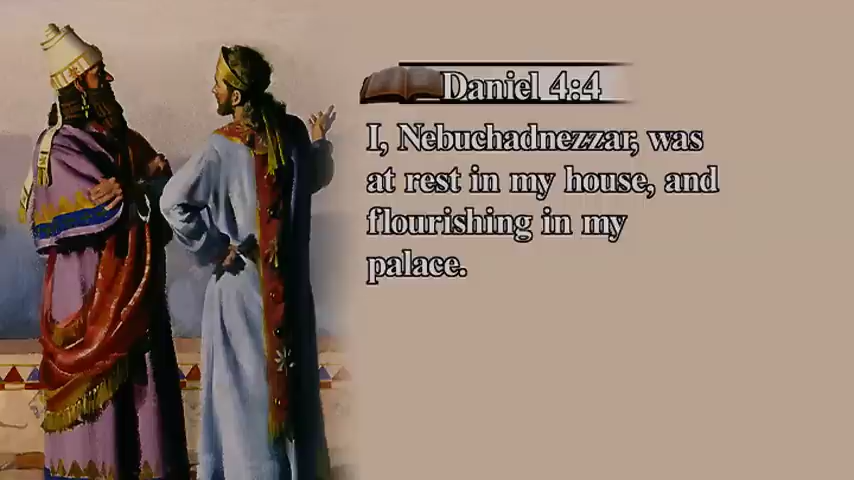 Daniel 4:4
I, Nebuchadnezzar, was
at rest in my house, and
flourishing in my
palace.